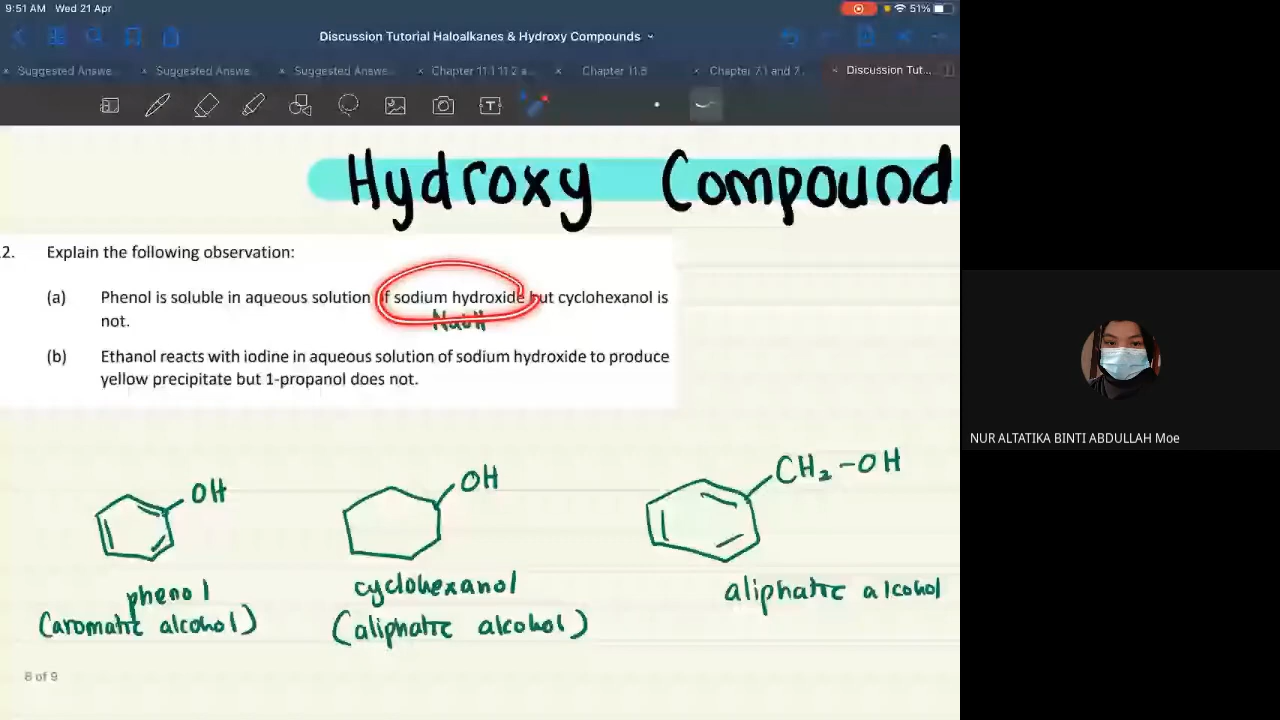 9:51 AM Wed 21 Apr
51%
Discussion Tutorial Haloalkanes & Hydroxy Compounds
Suggested Answe...
Suggested Answe...
Suggested Answe...
Chapter 11.1 11.2 a...
Chapter 11.5
Chapter 7.1 and 7...
Discussion Tut...
Hydroxy Compound
2. Explain the following observation:
(a) Phenol is soluble in aqueous solution of sodium hydroxide but cyclohexanol is
not.
NaOH
(b) Ethanol reacts with iodine in aqueous solution of sodium hydroxide to produce
yellow precipitate but 1-propanol does not.
OH
OH
CH₂-OH
phenol
(aromatic alcohol)
cyclohexanol
(aliphatic alcohol)
aliphatic alcohol
8 of 9
NUR ALTATIKA BINTI ABDULLAH Moe